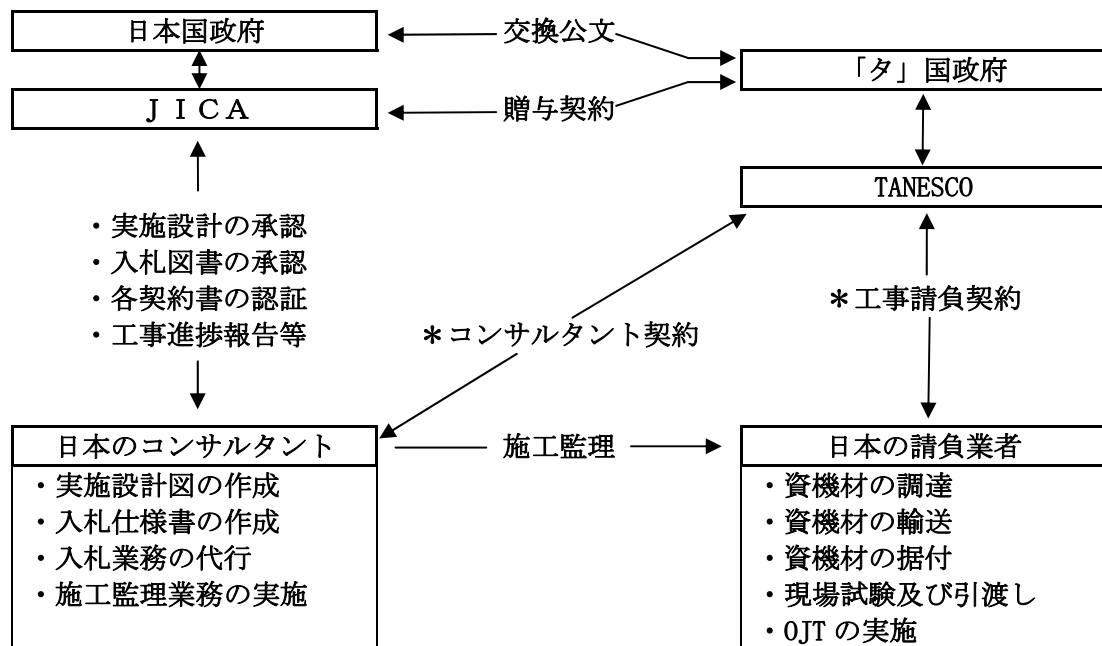 日本国政府
交換公文
「タ」国政府
ＪＩＣＡ
贈与契約
TANESCO
・実施設計の承認
・入札図書の承認
・各契約書の認証
・工事進捗報告等
＊工事請負契約
＊コンサルタント契約
日本のコンサルタント
・実施設計図の作成
・入札仕様書の作成
・入札業務の代行
・施工監理業務の実施
施工監理
日本の請負業者
・資機材の調達
・資機材の輸送
・資機材の据付
・現場試験及び引渡し
・OJT の実施